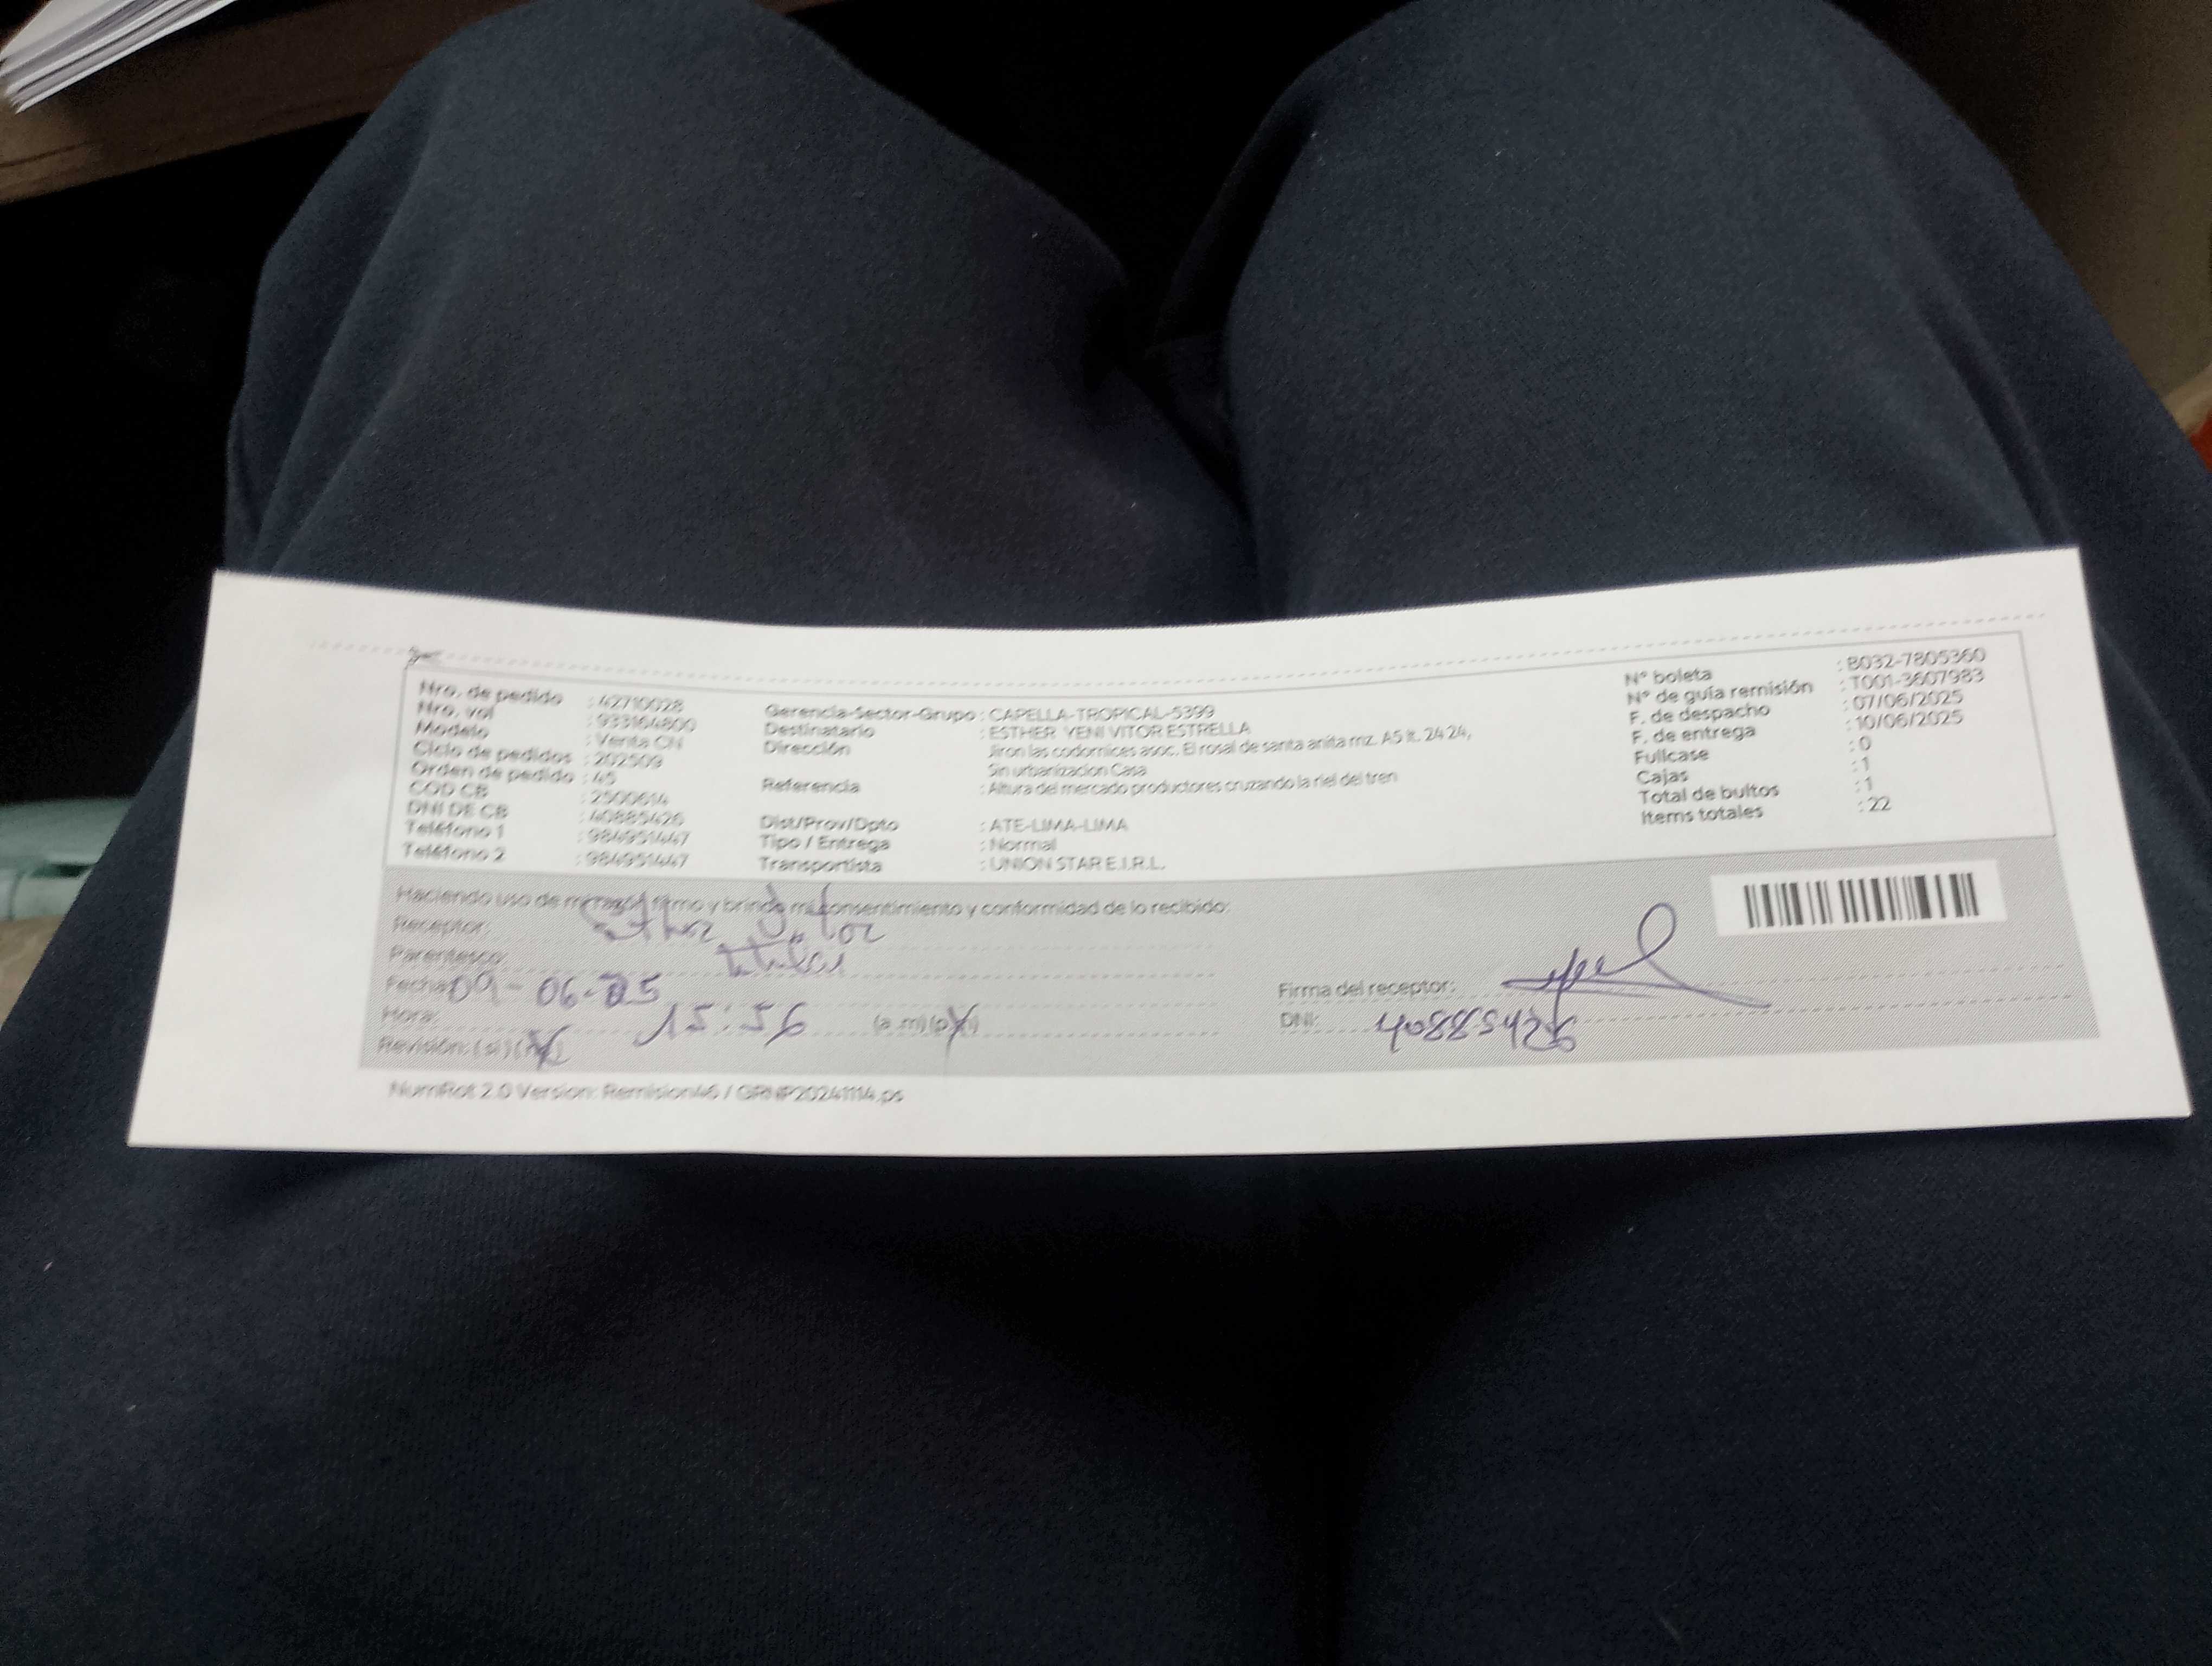 Nro. de pedido : 42710028
Nro. vol : 933164800
Modelo : Venta CN
Ciclo de pedidos : 202509
Orden de pedido : 45
COD CB : 2500614
DNI DE CB : 40885426
Teléfono 1 : 984951447
Teléfono 2 : 984951447
Gerencia-Sector-Grupo : CAPELLA-TROPICAL-5399
Destinatario : ESTHER YENI VITOR ESTRELLA
Dirección Jiron las codornices asoc. El rosal de santa anita mz. A5 lt. 24 24,
Sin urbanizacion Casa
Referencia : Altura del mercado productores cruzando la riel del tren
Dist/Prov/Dpto : ATE-LIMA-LIMA
Tipo / Entrega : Normal
Transportista : UNION STAR E.I.R.L.
N° boleta : B032-7805360
N° de guía remisión : T001-3607983
F. de despacho : 07/06/2025
F. de entrega : 10/06/2025
Fullcase : 0
Cajas : 1
Total de bultos : 1
Items totales : 22
Haciendo uso de mi firmo y brindo mi consentimiento y conformidad de lo recibido:
Receptor: Esther Vitor
Parentesco: titular
Fecha: 09-06-25
Hora: 15:56 (a.m)(p.m)
Revisión: (si) (no)
Firma del receptor:
DNI: 40885426
NumRot 2.0 Version: Remision46 / GRNP20241114.ps